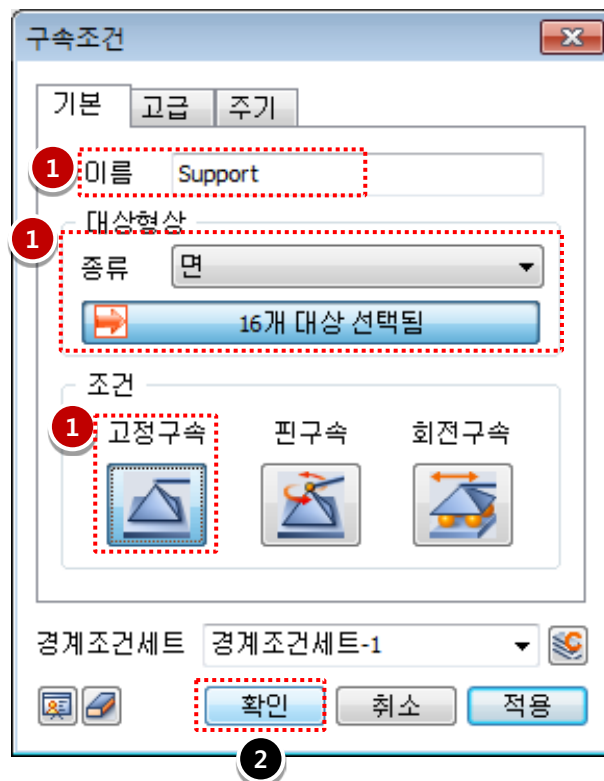 구속조건
기본 고급 주기
1 이름 Support
대상형상
1
종류 면
16개 대상 선택됨
조건
1 고정구속 핀구속 회전구속
경계조건세트 경계조건세트-1
확인 취소 적용
2